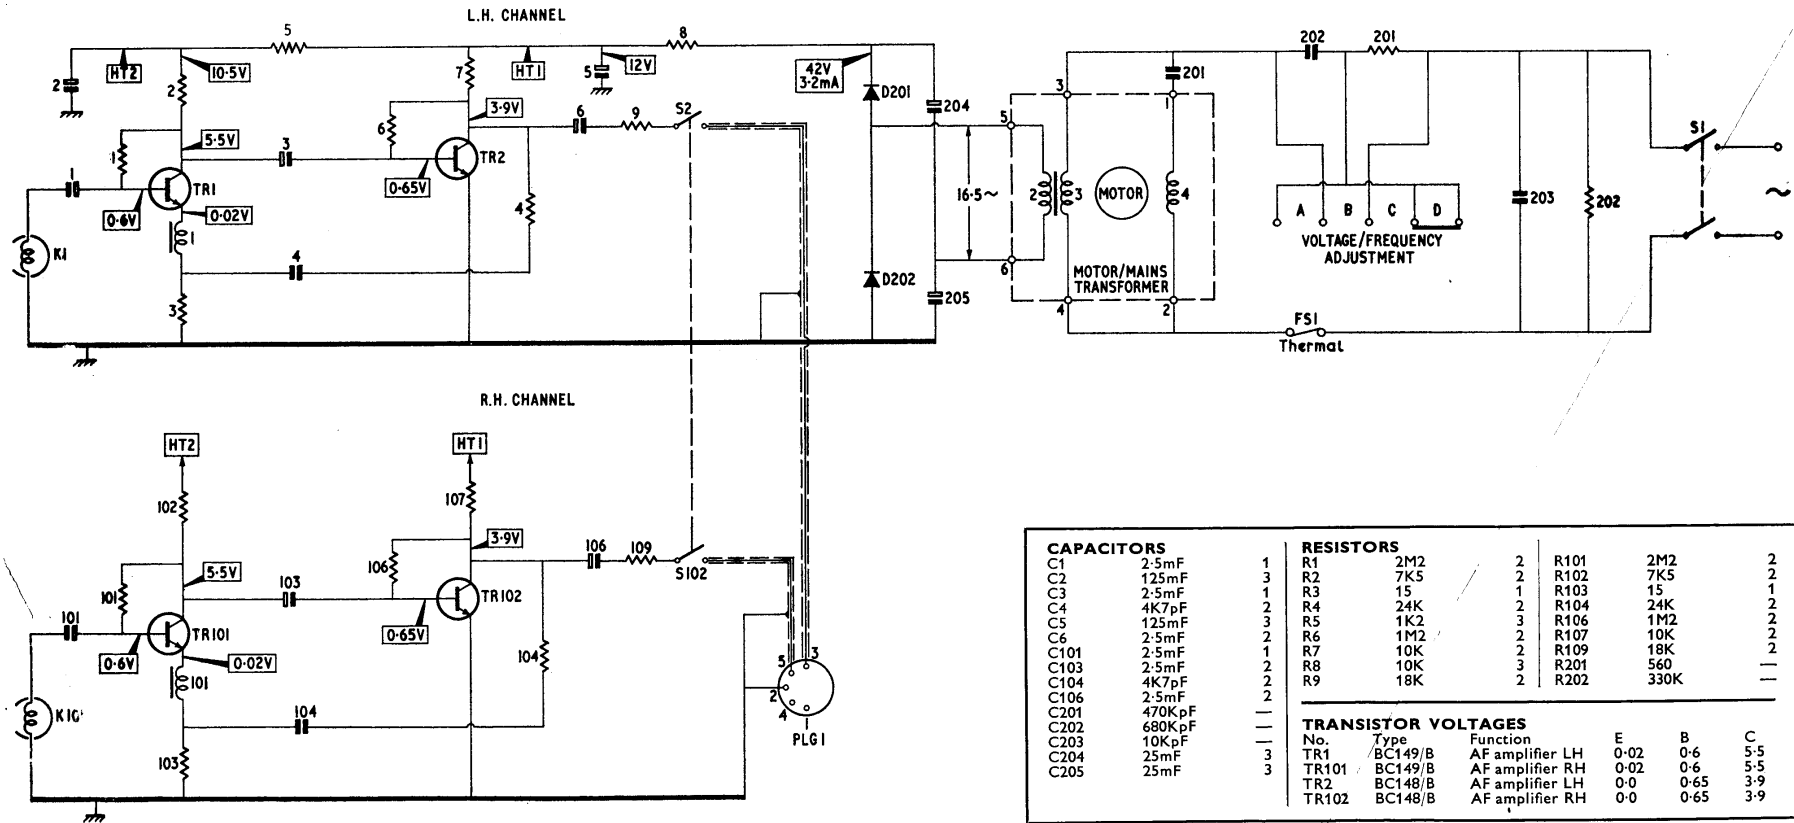 L.H. CHANNEL
5
8
HT2
10·5V
2
2
7
HT1
5
12V
42V
3·2mA
D201
204
202
201
201
3
1
1
1
5·5V
TR1
0·6V
0·02V
1
K1
3
3
6
3·9V
TR2
0·65V
4
4
6
9
S2
D202
205
16·5~
5
6
2
3
MOTOR
4
MOTOR/MAINS
TRANSFORMER
4
2
A B C D
VOLTAGE/FREQUENCY
ADJUSTMENT
FS1
Thermal
203
202
S1
~
R.H. CHANNEL
HT2
HT1
102
107
3·9V
5·5V
103
106
106
109
S102
101
101
TR101
0·6V
0·02V
101
K10
TR102
0·65V
104
104
103
5
3
2
4
PLG1
CAPACITORS
C1 2·5mF 1
C2 125mF 3
C3 2·5mF 1
C4 4K7pF 2
C5 125mF 3
C6 2·5mF 2
C101 2·5mF 1
C103 2·5mF 2
C104 4K7pF 2
C106 2·5mF 2
C201 470KpF —
C202 680KpF —
C203 10KpF —
C204 25mF 3
C205 25mF 3
RESISTORS
R1 2M2 2
R2 7K5 2
R3 15 1
R4 24K 2
R5 1K2 3
R6 1M2 2
R7 10K 2
R8 10K 3
R9 18K 2
R101 2M2 2
R102 7K5 2
R103 15 1
R104 24K 2
R106 1M2 2
R107 10K 2
R109 18K 2
R201 560 —
R202 330K —
TRANSISTOR VOLTAGES
No. Type Function E B C
TR1 BC149/B AF amplifier LH 0·02 0·6 5·5
TR101 BC149/B AF amplifier RH 0·02 0·6 5·5
TR2 BC148/B AF amplifier LH 0·0 0·65 3·9
TR102 BC148/B AF amplifier RH 0·0 0·65 3·9